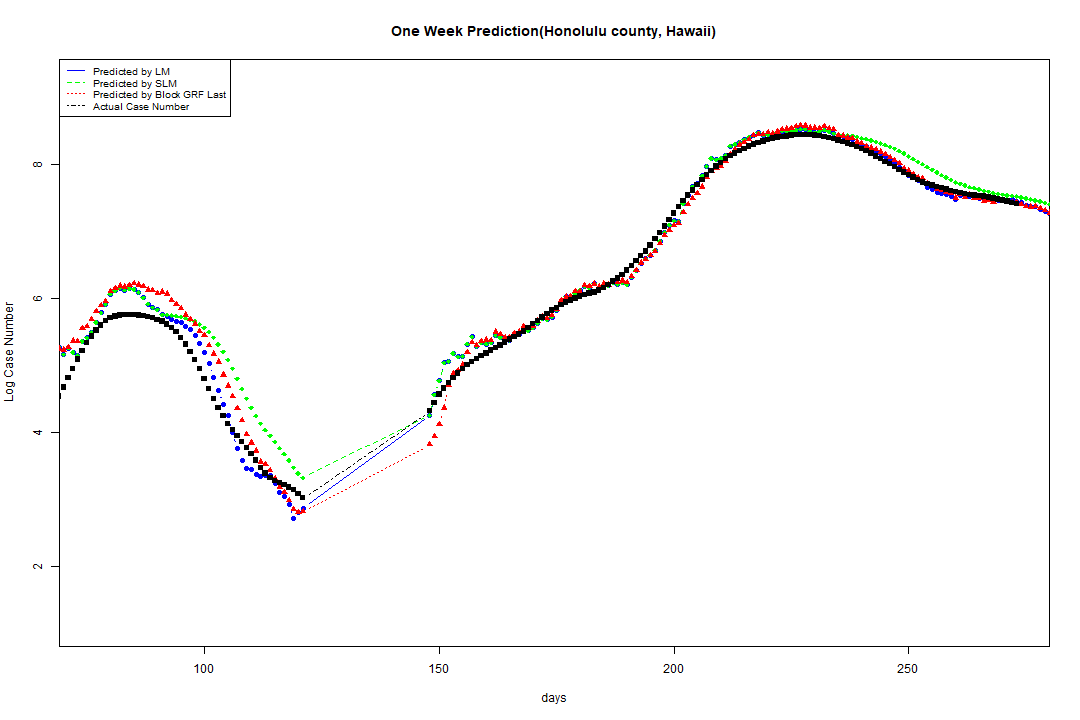 One Week Prediction(Honolulu county, Hawaii)
Predicted by LM
Predicted by SLM
Predicted by Block GRF Last
Actual Case Number
8
6
4
2
Log Case Number
100 150 200 250
days